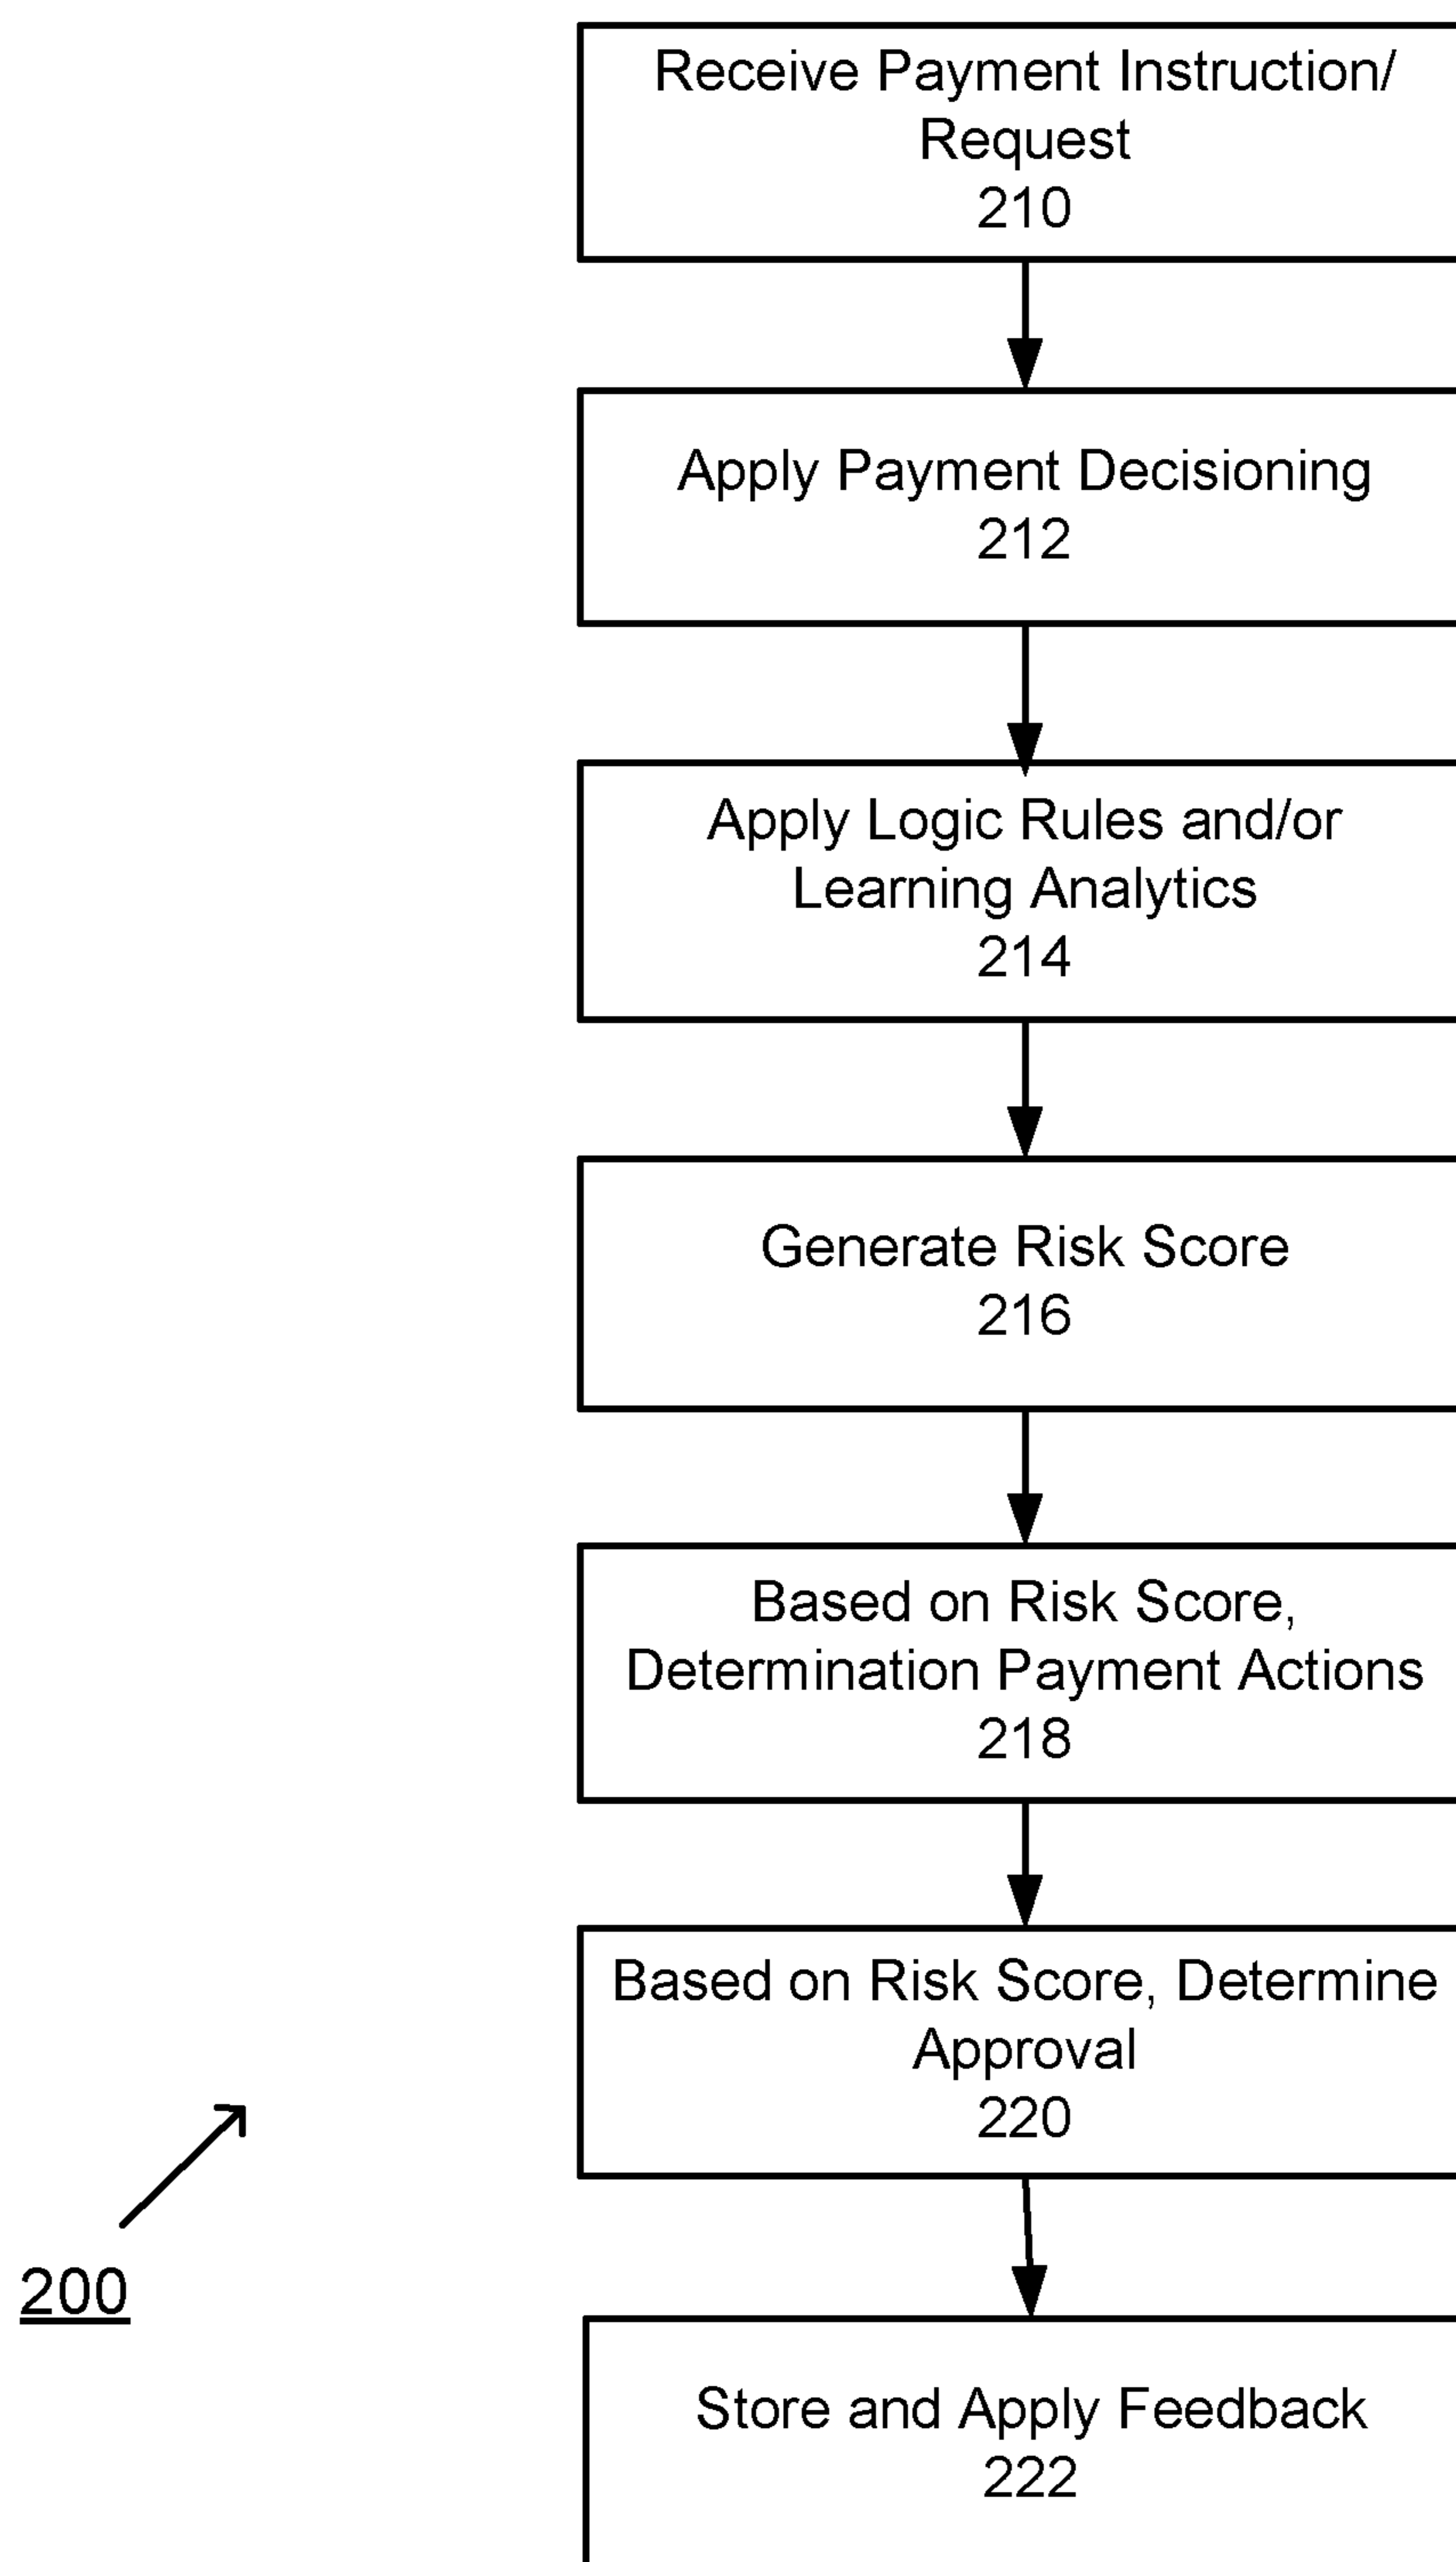 Receive Payment Instruction/
Request
210
Apply Payment Decisioning
212
Apply Logic Rules and/or
Learning Analytics
214
Generate Risk Score
216
Based on Risk Score,
Determination Payment Actions
218
Based on Risk Score, Determine
Approval
220
200
Store and Apply Feedback
222